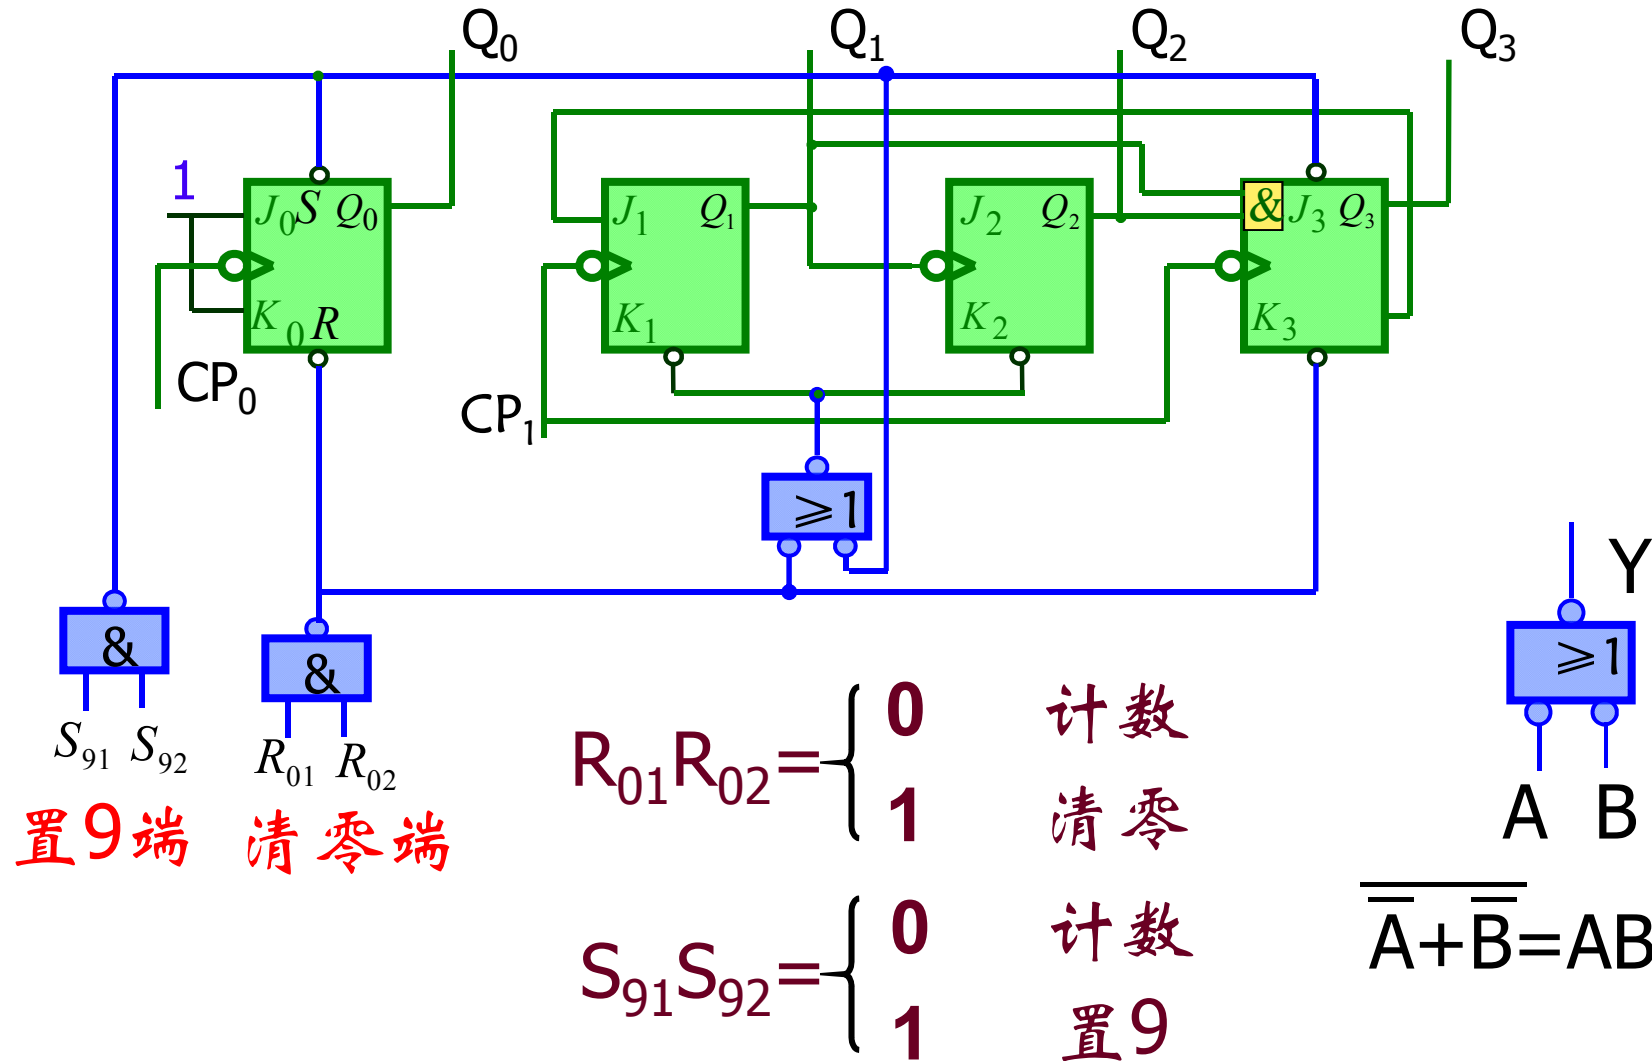 Q₀ Q₁ Q₂ Q₃
1
J₀ S Q₀ J₁ Q₁ J₂ Q₂ & J₃ Q₃
K₀ R K₁ K₂ K₃
CP₀ CP₁
≥1
& &
S₉₁ S₉₂ R₀₁ R₀₂
置9端 清零端
R₀₁R₀₂=
0 计数
1 清零
S₉₁S₉₂=
0 计数
1 置9
Y
≥1
A B
A̅+B̅=AB